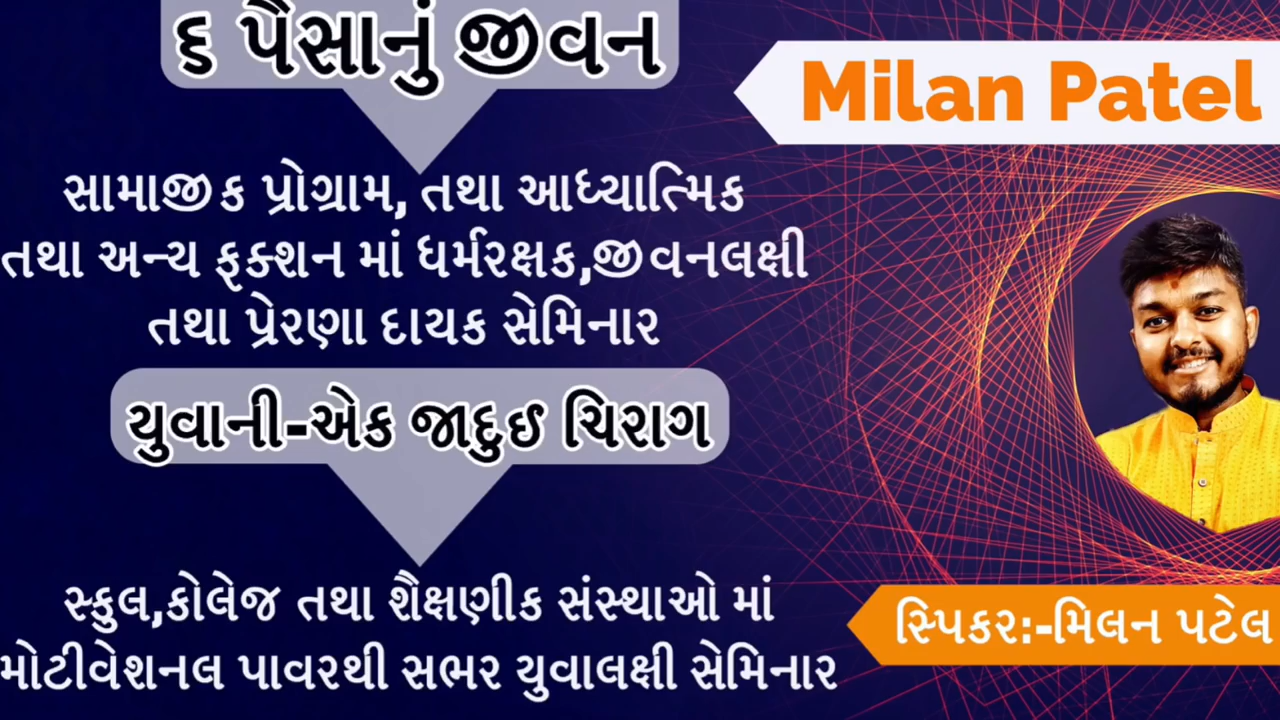 ૬ પૈસાનું જીવન
Milan Patel
સામાજીક પ્રોગ્રામ, તથા આધ્યાત્મિક
તથા અન્ય ફક્શન માં ધર્મરક્ષક,જીવનલક્ષી
તથા પ્રેરણા દાયક સેમિનાર
યુવાની-એક જાદુઇ ચિરાગ
સ્કુલ,કોલેજ તથા શૈક્ષણીક સંસ્થાઓ માં
મોટીવેશનલ પાવરથી સભર યુવાલક્ષી સેમિનાર
સ્પિકર:-મિલન પટેલ